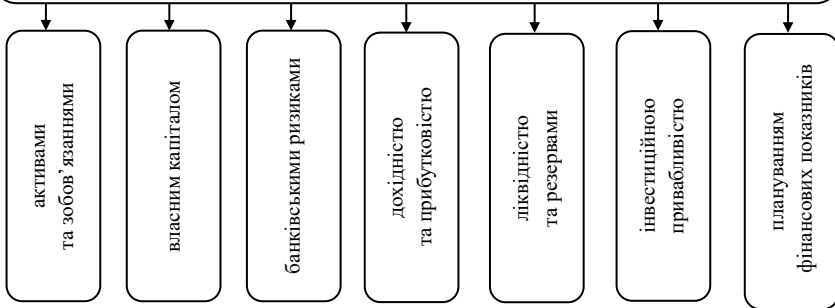 активами
та зобов’язаннями
власним капіталом
банківськими ризиками
дохідністю
та прибутковістю
ліквідністю
та резервами
інвестиційною
привабливістю
плануванням
фінансових показників